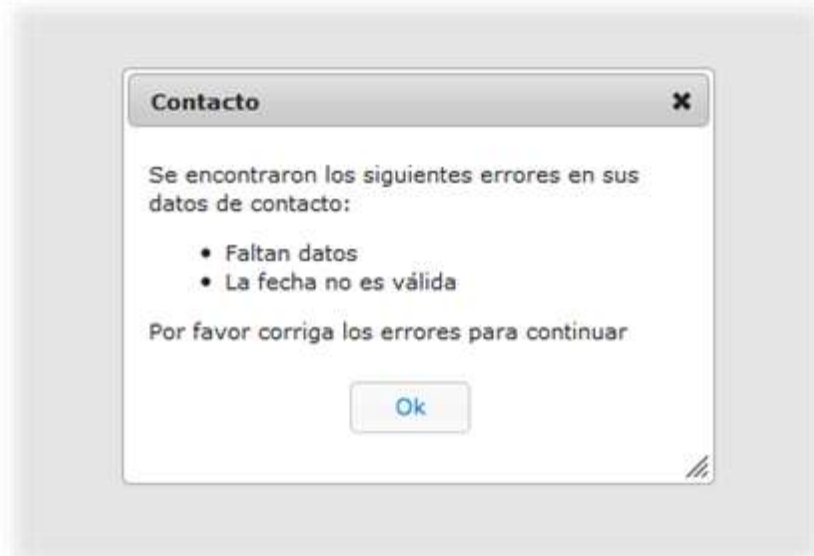 Contacto
Se encontraron los siguientes errores en sus
datos de contacto:
• Faltan datos
• La fecha no es válida
Por favor corriga los errores para continuar
Ok